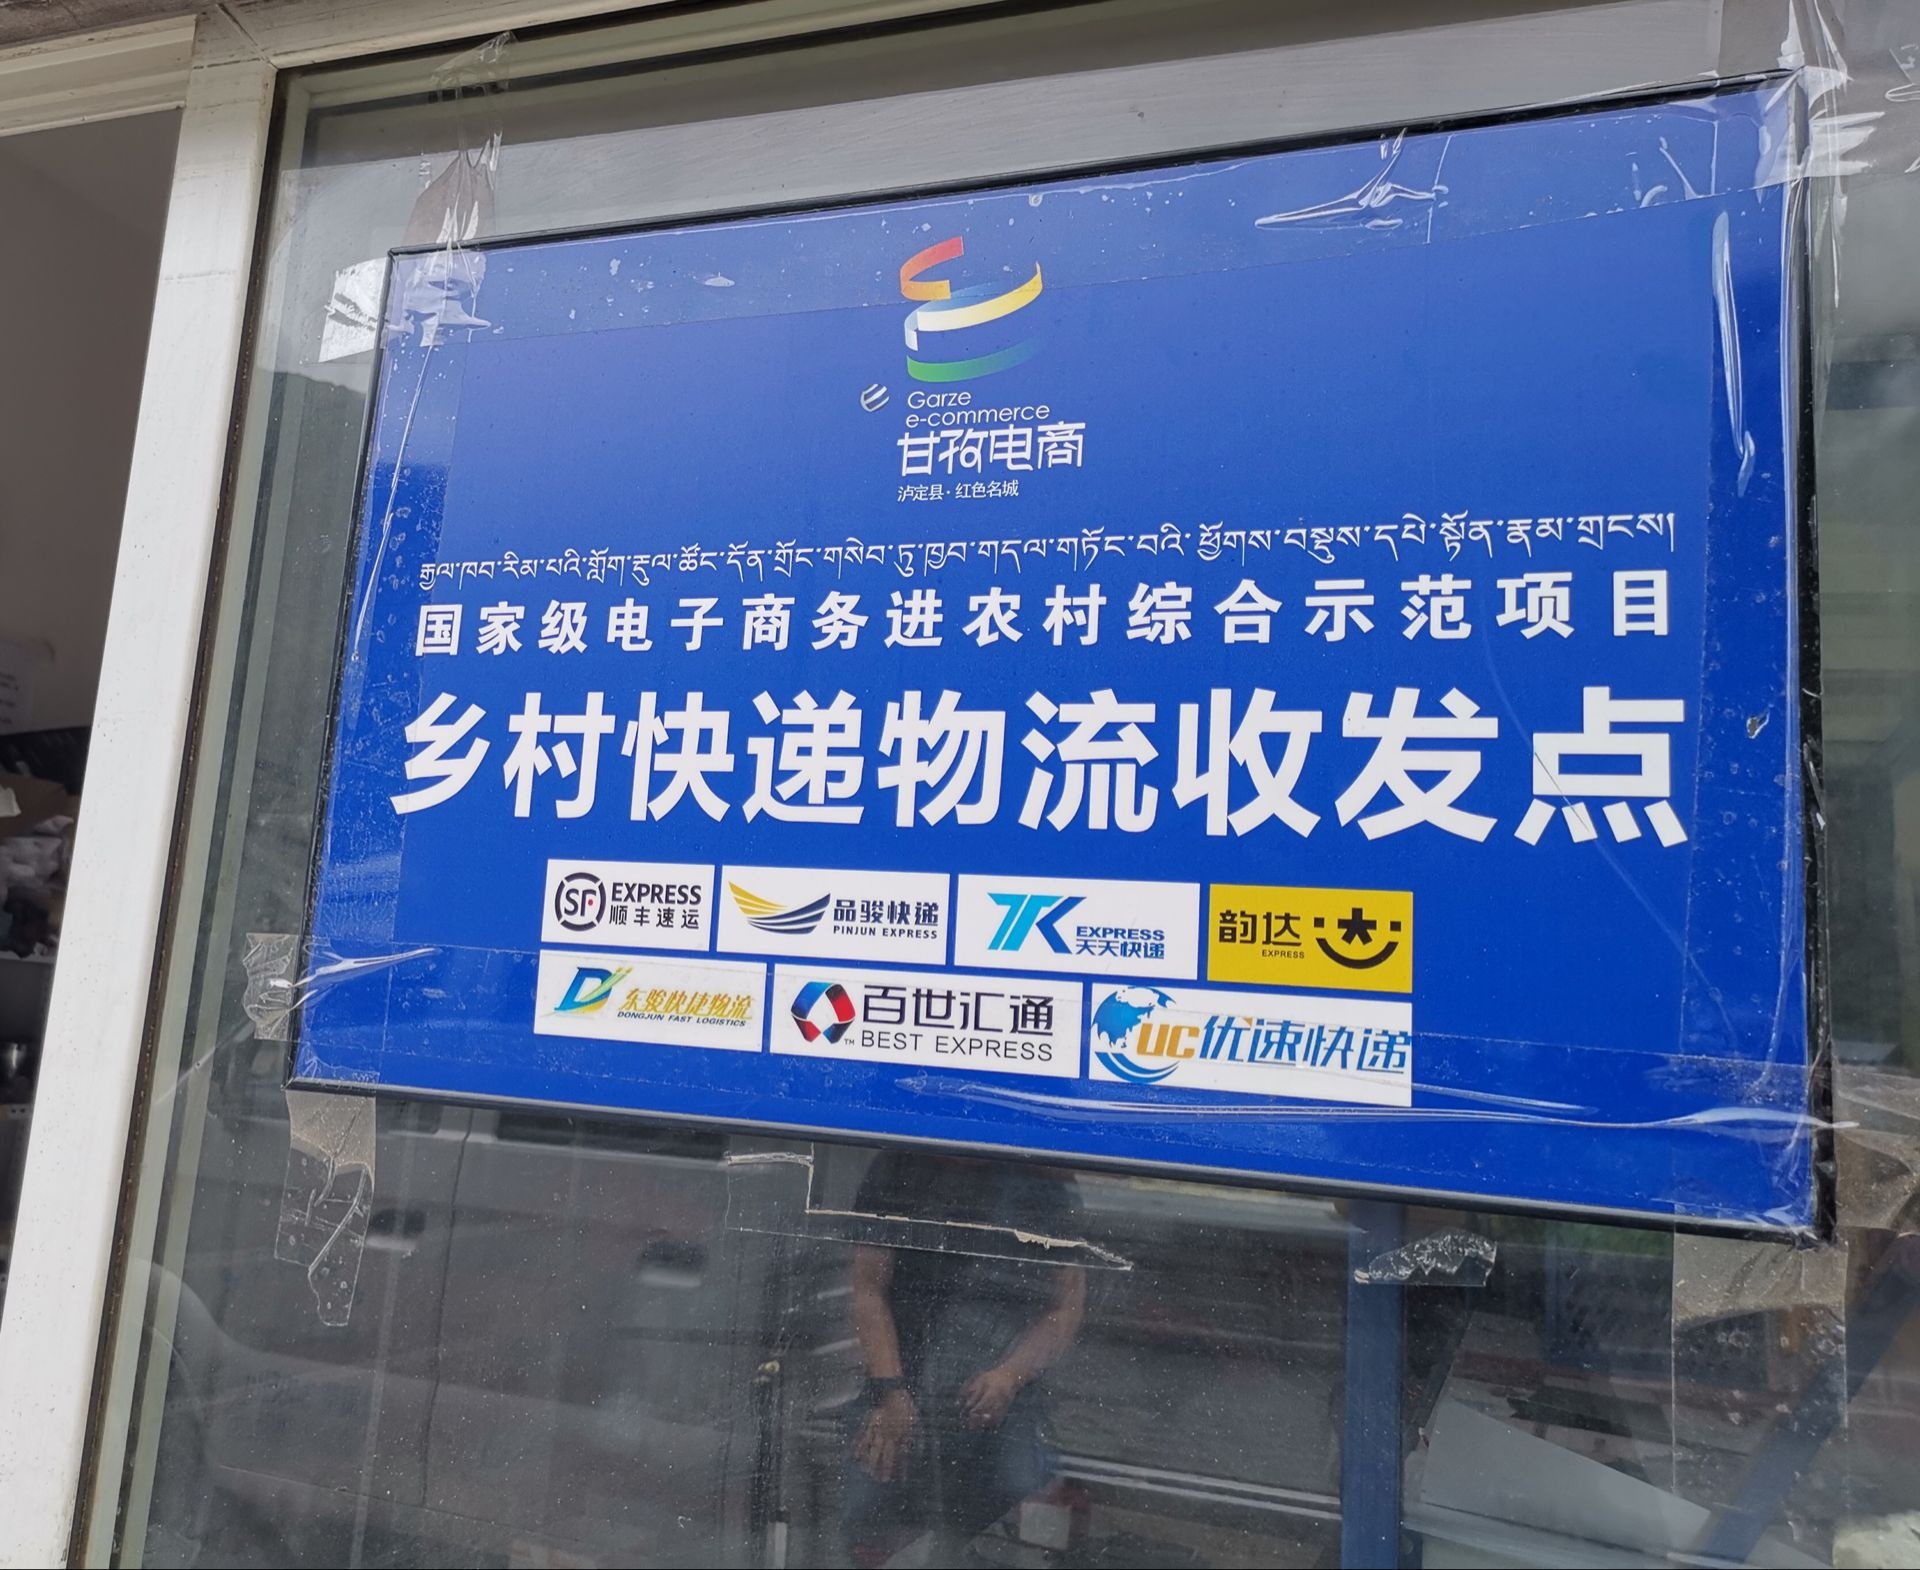 Garze
e-commerce
甘孜电商
泸定县·红色名城
རྒྱལ་ཁབ་རིམ་པའི་གློག་རྡུལ་ཚོང་དོན་གྲོང་གསེབ་ཏུ་ཁྱབ་གདལ་གཏོང་བའི་ཕྱོགས་བསྡུས་དཔེ་སྟོན་རྣམ་གྲངས།
国家级电子商务进农村综合示范项目
乡村快递物流收发点
SF EXPRESS
顺丰速运
品骏快递
PINJUN EXPRESS
TTK EXPRESS
天天快递
韵达
EXPRESS
东骏快捷物流
DONGJUN FAST LOGISTICS
百世汇通
TM BEST EXPRESS
UC优速快递